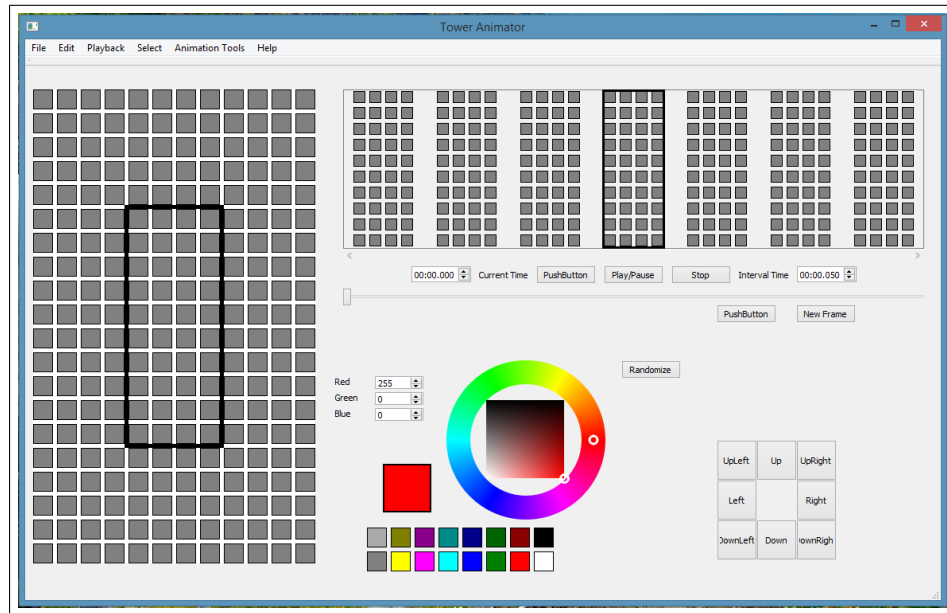 Tower Animator
File Edit Playback Select Animation Tools Help
00:00.000 Current Time PushButton Play/Pause Stop Interval Time 00:00.050
PushButton New Frame
Randomize
Red 255
Green 0
Blue 0
UpLeft Up UpRight
Left Right
DownLeft Down ownRigh